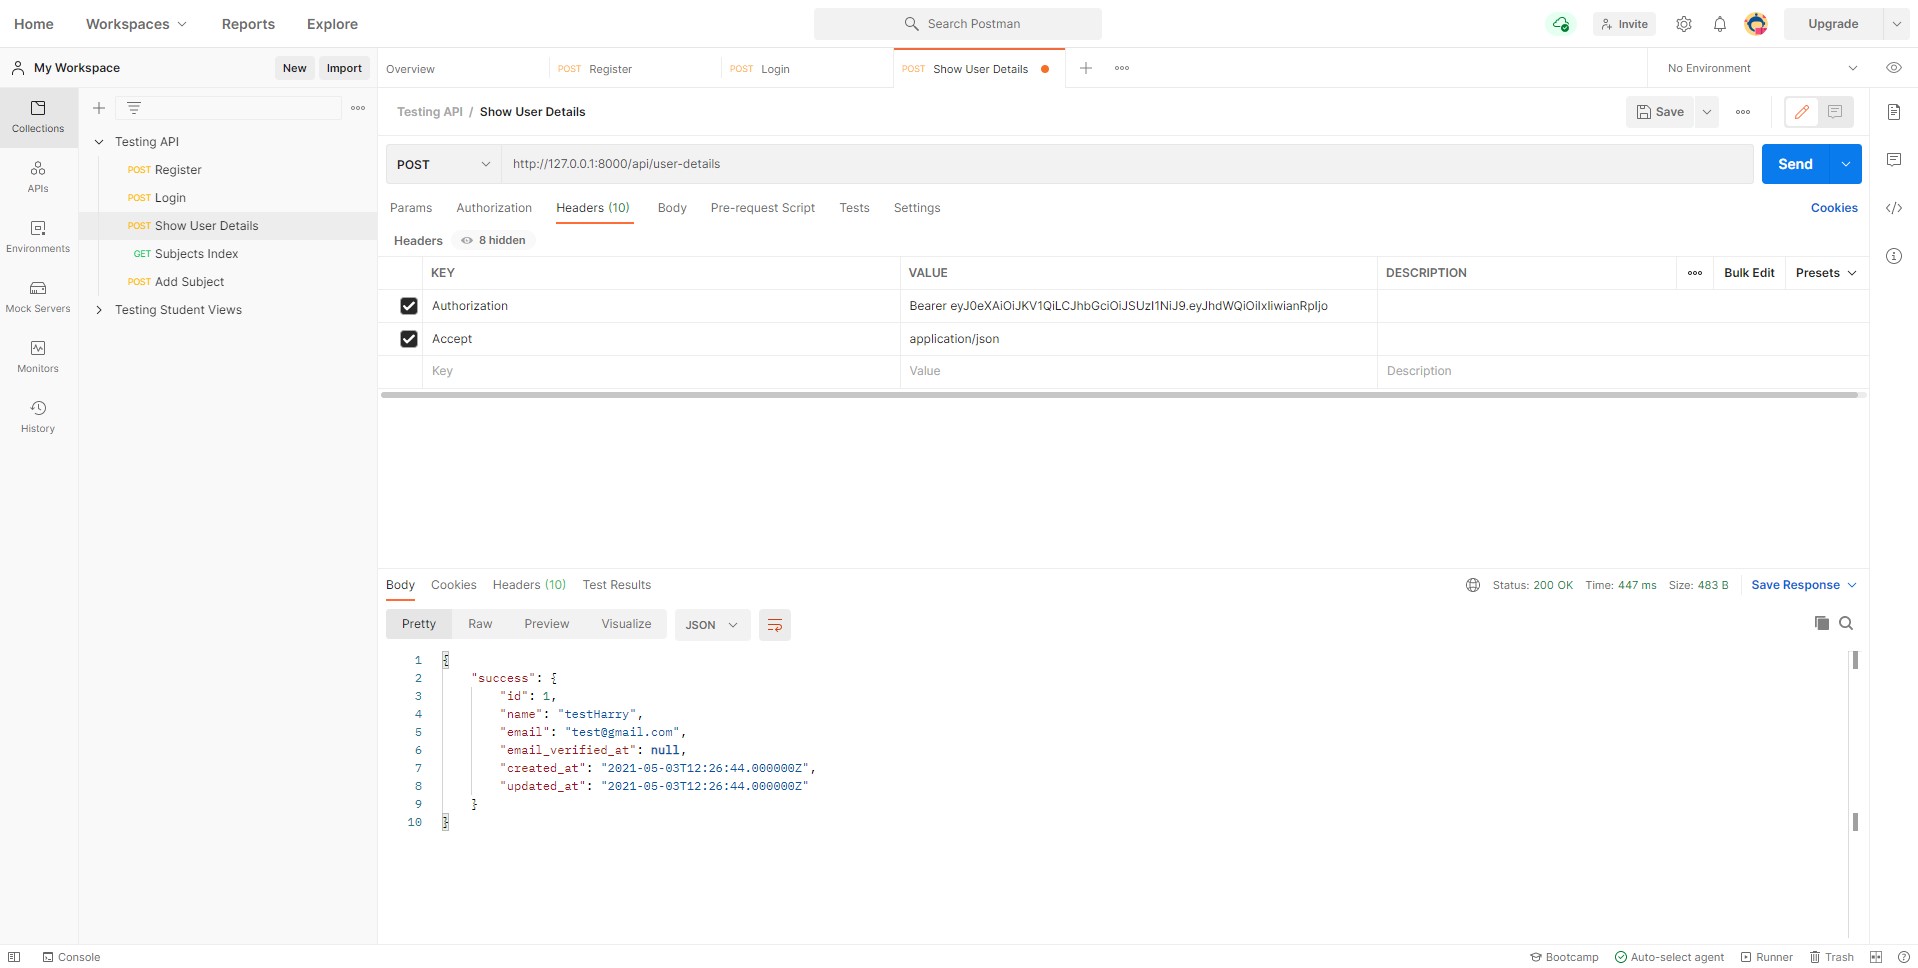 Home Workspaces Reports Explore Search Postman Invite Upgrade
My Workspace New Import Overview POST Register POST Login POST Show User Details No Environment
Collections
Testing API / Show User Details Save
Testing API
POST Register
POST Login
POST Show User Details
GET Subjects Index
POST Add Subject
Testing Student Views
APIs
Environments
Mock Servers
Monitors
History
POST http://127.0.0.1:8000/api/user-details Send
Params Authorization Headers (10) Body Pre-request Script Tests Settings Cookies
Headers 8 hidden
KEY VALUE DESCRIPTION Bulk Edit Presets
Authorization Bearer eyJ0eXAiOiJKV1QiLCJhbGciOiJSUzI1NiJ9.eyJhdWQiOiIxIiwianRpIjo
Accept application/json
Key Value Description
Body Cookies Headers (10) Test Results Status: 200 OK Time: 447 ms Size: 483 B Save Response
Pretty Raw Preview Visualize JSON
1 {
2 "success": {
3 "id": 1,
4 "name": "testHarry",
5 "email": "test@gmail.com",
6 "email_verified_at": null,
7 "created_at": "2021-05-03T12:26:44.000000Z",
8 "updated_at": "2021-05-03T12:26:44.000000Z"
9 }
10 }
Console Bootcamp Auto-select agent Runner Trash